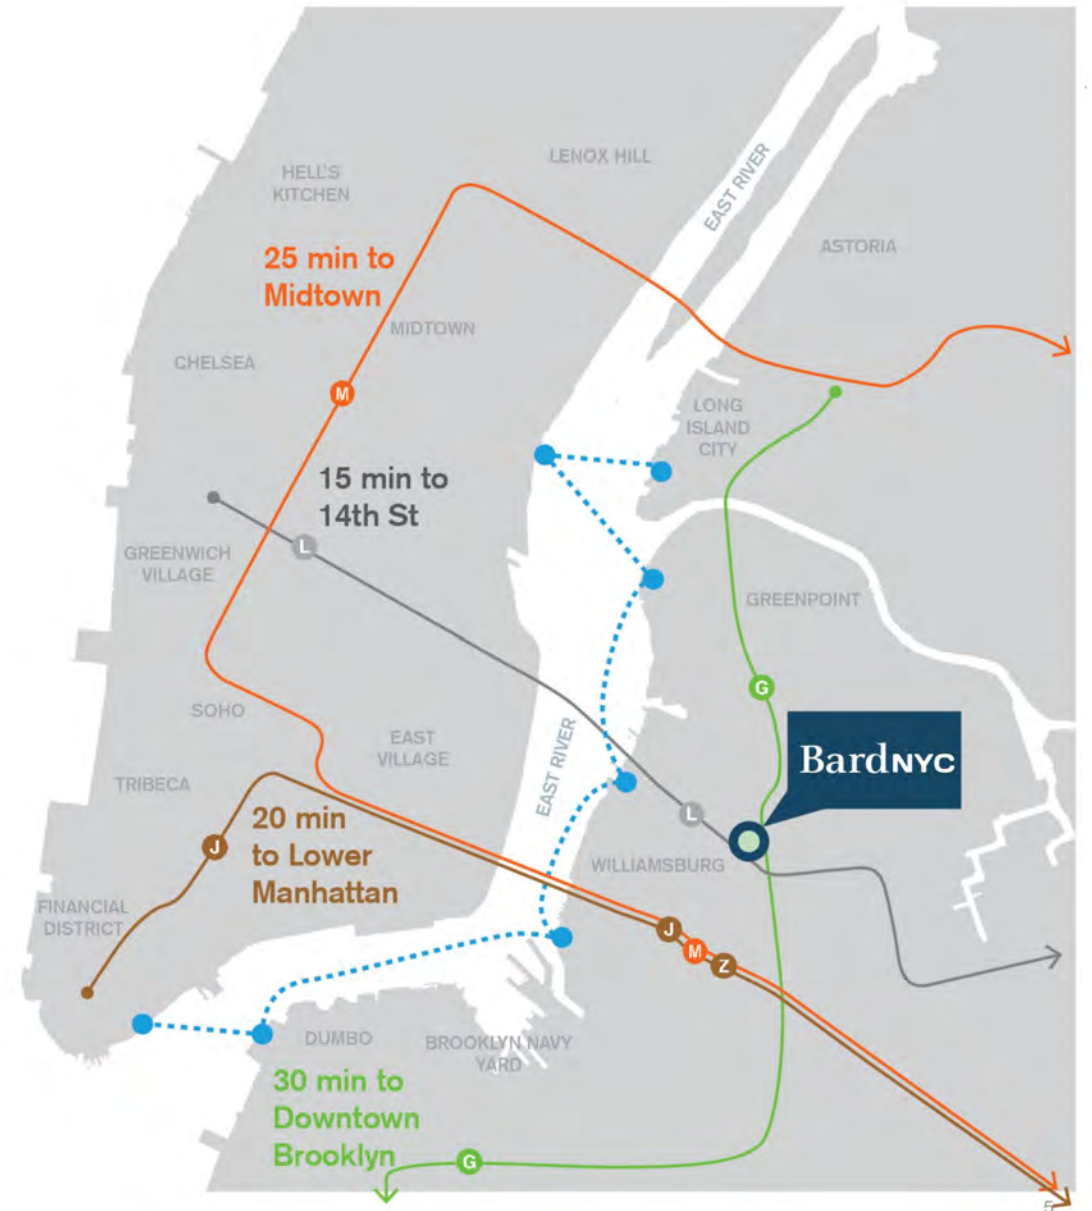 LENOX HILL
HELL'S
KITCHEN
EAST RIVER
ASTORIA
25 min to
Midtown
MIDTOWN
CHELSEA
M
LONG
ISLAND
CITY
15 min to
14th St
L
GREENWICH
VILLAGE
GREENPOINT
G
SOHO
EAST
VILLAGE
EAST RIVER
BardNYC
TRIBECA
20 min
to Lower
Manhattan
J
L
WILLIAMSBURG
FINANCIAL
DISTRICT
J
M
Z
DUMBO
BROOKLYN NAVY
YARD
30 min to
Downtown
Brooklyn
G
5